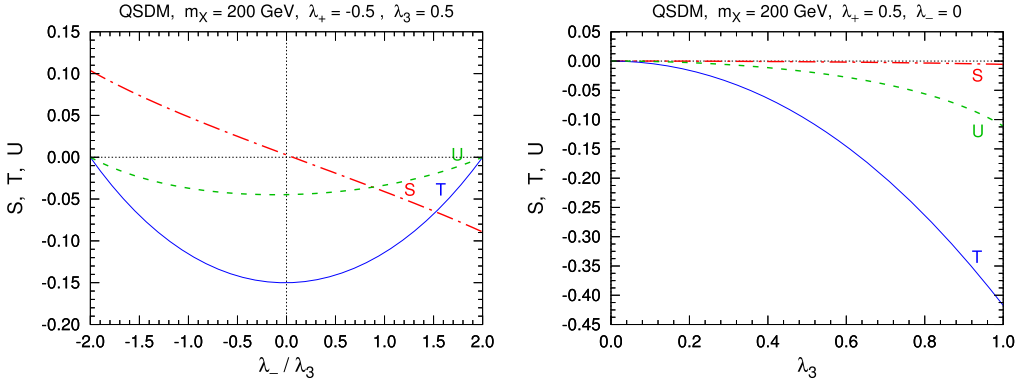 QSDM, m_X = 200 GeV, λ_+ = -0.5 , λ_3 = 0.5
0.15
0.10
0.05
0.00
-0.05
-0.10
-0.15
-0.20
S, T, U
U
S
T
-2.0 -1.5 -1.0 -0.5 0.0 0.5 1.0 1.5 2.0
λ_− / λ_3
QSDM, m_X = 200 GeV, λ_+ = 0.5, λ_− = 0
0.05
0.00
-0.05
-0.10
-0.15
-0.20
-0.25
-0.30
-0.35
-0.40
-0.45
S, T, U
S
U
T
0.0 0.2 0.4 0.6 0.8 1.0
λ_3